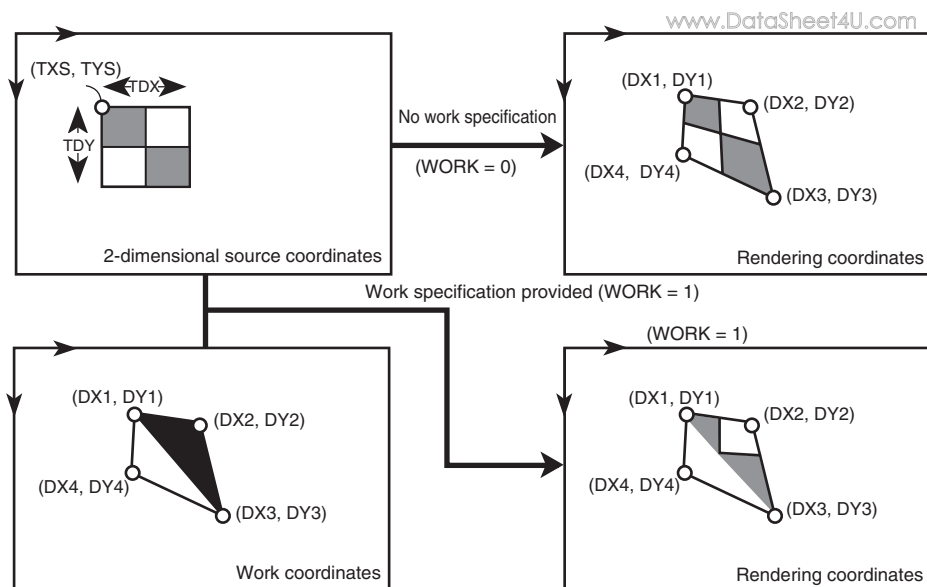 www.DataSheet4U.com
(TXS, TYS)
TDX
TDY
2-dimensional source coordinates
No work specification
(WORK = 0)
(DX1, DY1)
(DX2, DY2)
(DX4, DY4)
(DX3, DY3)
Rendering coordinates
Work specification provided (WORK = 1)
(DX1, DY1)
(DX2, DY2)
(DX4, DY4)
(DX3, DY3)
Work coordinates
(WORK = 1)
(DX1, DY1)
(DX2, DY2)
(DX4, DY4)
(DX3, DY3)
Rendering coordinates